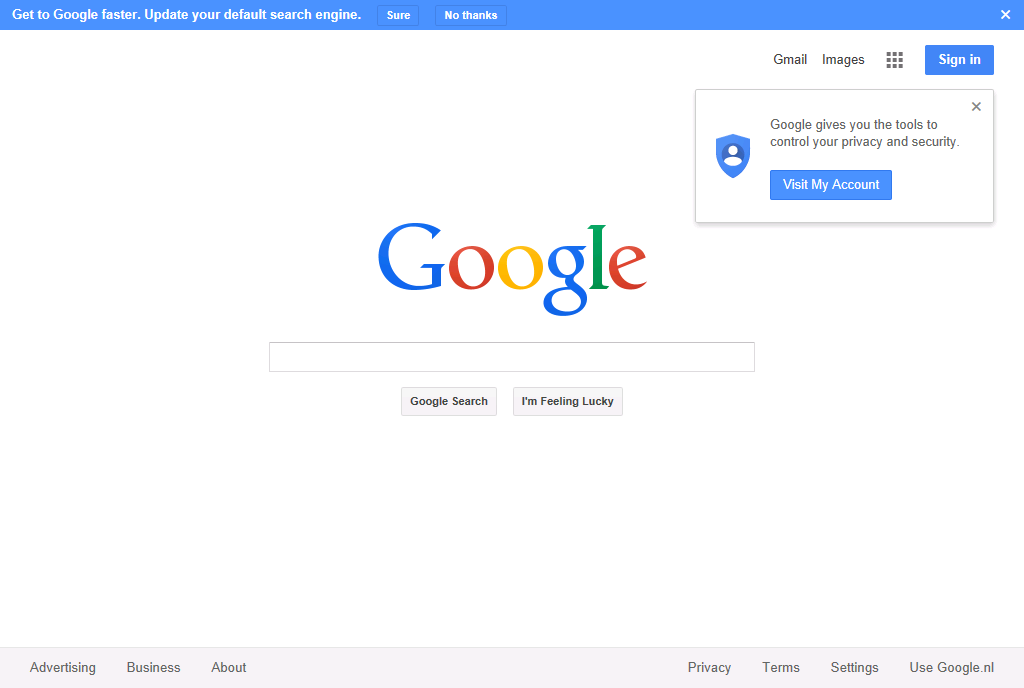 Get to Google faster. Update your default search engine. Sure No thanks
Gmail Images Sign in
Google gives you the tools to
control your privacy and security.
Visit My Account
Google
Google Search I'm Feeling Lucky
Advertising Business About Privacy Terms Settings Use Google.nl